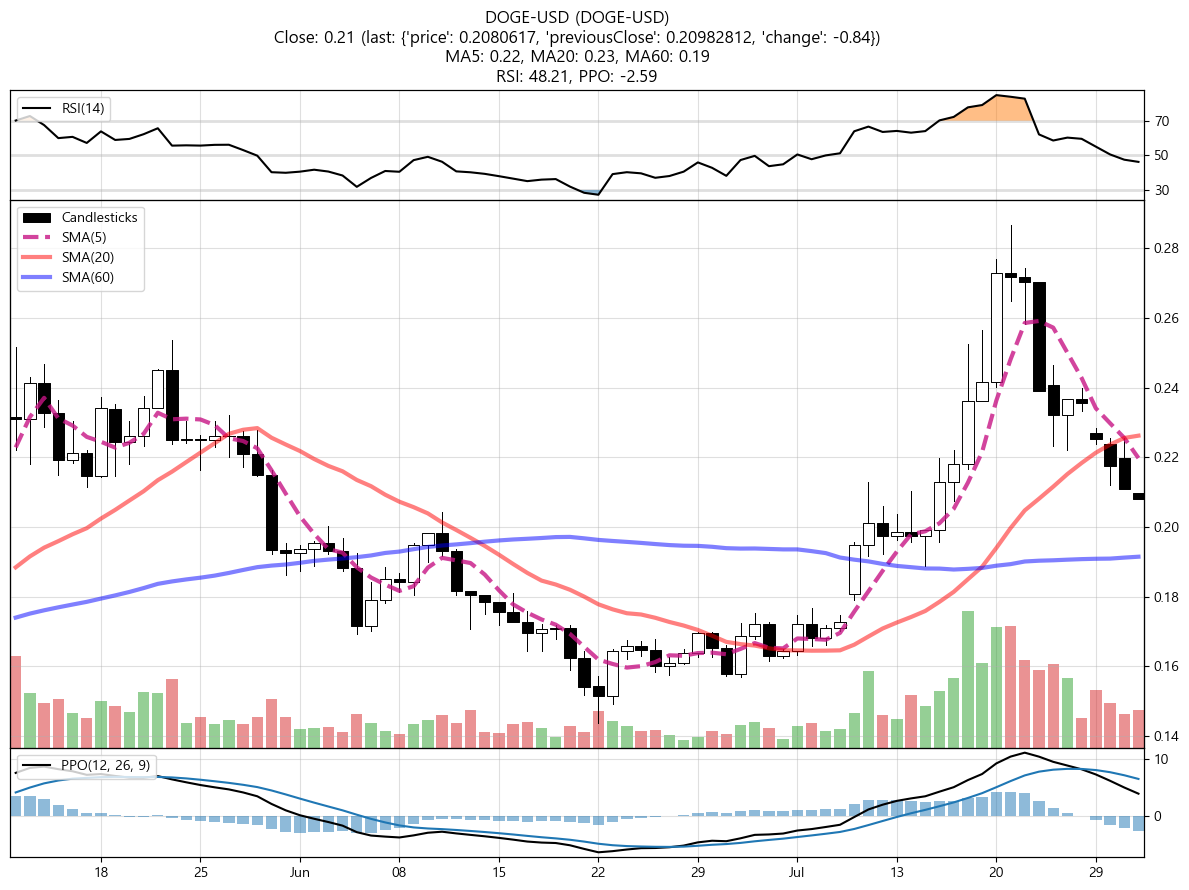 DOGE-USD (DOGE-USD)
Close: 0.21 (last: {'price': 0.2080617, 'previousClose': 0.20982812, 'change': -0.84})
MA5: 0.22, MA20: 0.23, MA60: 0.19
RSI: 48.21, PPO: -2.59
RSI(14)
70
50
30
Candlesticks
SMA(5)
SMA(20)
SMA(60)
0.28
0.26
0.24
0.22
0.20
0.18
0.16
0.14
PPO(12, 26, 9)
10
0
18 25 Jun 08 15 22 29 Jul 13 20 29